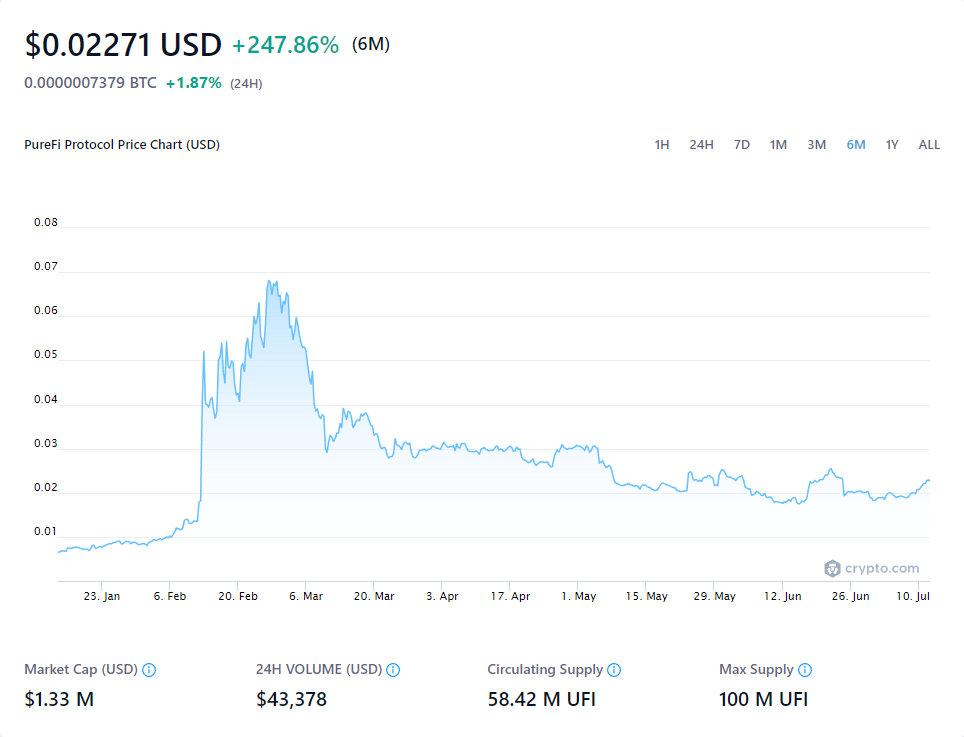 $0.02271 USD +247.86% (6M)
0.0000007379 BTC +1.87% (24H)
PureFi Protocol Price Chart (USD) 1H 24H 7D 1M 3M 6M 1Y ALL
0.08
0.07
0.06
0.05
0.04
0.03
0.02
0.01
crypto.com
23. Jan 6. Feb 20. Feb 6. Mar 20. Mar 3. Apr 17. Apr 1. May 15. May 29. May 12. Jun 26. Jun 10. Jul
Market Cap (USD) 24H VOLUME (USD) Circulating Supply Max Supply
$1.33 M $43,378 58.42 M UFI 100 M UFI